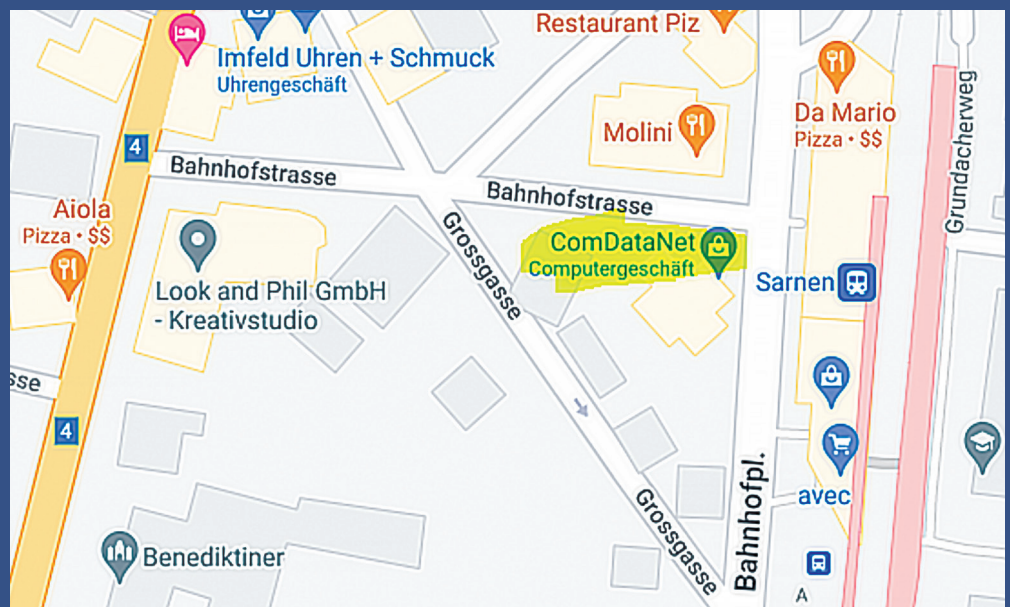 Restaurant Piz
Imfeld Uhren + Schmuck
Uhrengeschäft
Da Mario
Pizza • $$
Molini
4
Bahnhofstrasse
Bahnhofstrasse
Grundacherweg
Aiola
Pizza • $$
Grossgasse
ComDataNet
Computergeschäft
Sarnen
Look and Phil GmbH
- Kreativstudio
sse
4
avec
Bahnhofpl.
Grossgasse
Benediktiner
A